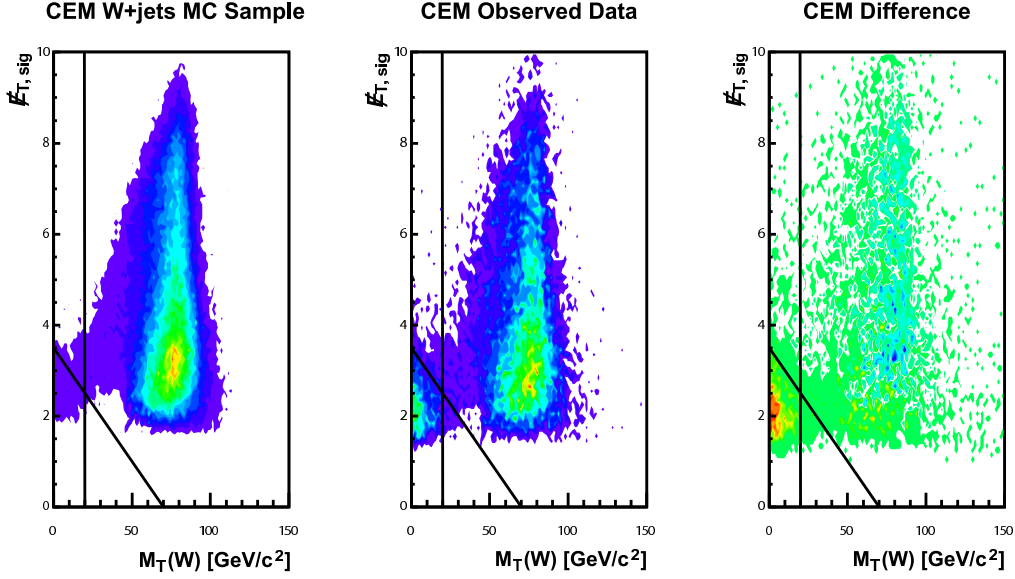 CEM W+jets MC Sample
CEM Observed Data
CEM Difference
E̸T, sig
E̸T, sig
E̸T, sig
10
8
6
4
2
0
10
8
6
4
2
0
10
8
6
4
2
0
0 50 100 150
0 50 100 150
0 50 100 150
MT(W) [GeV/c²]
MT(W) [GeV/c²]
MT(W) [GeV/c²]